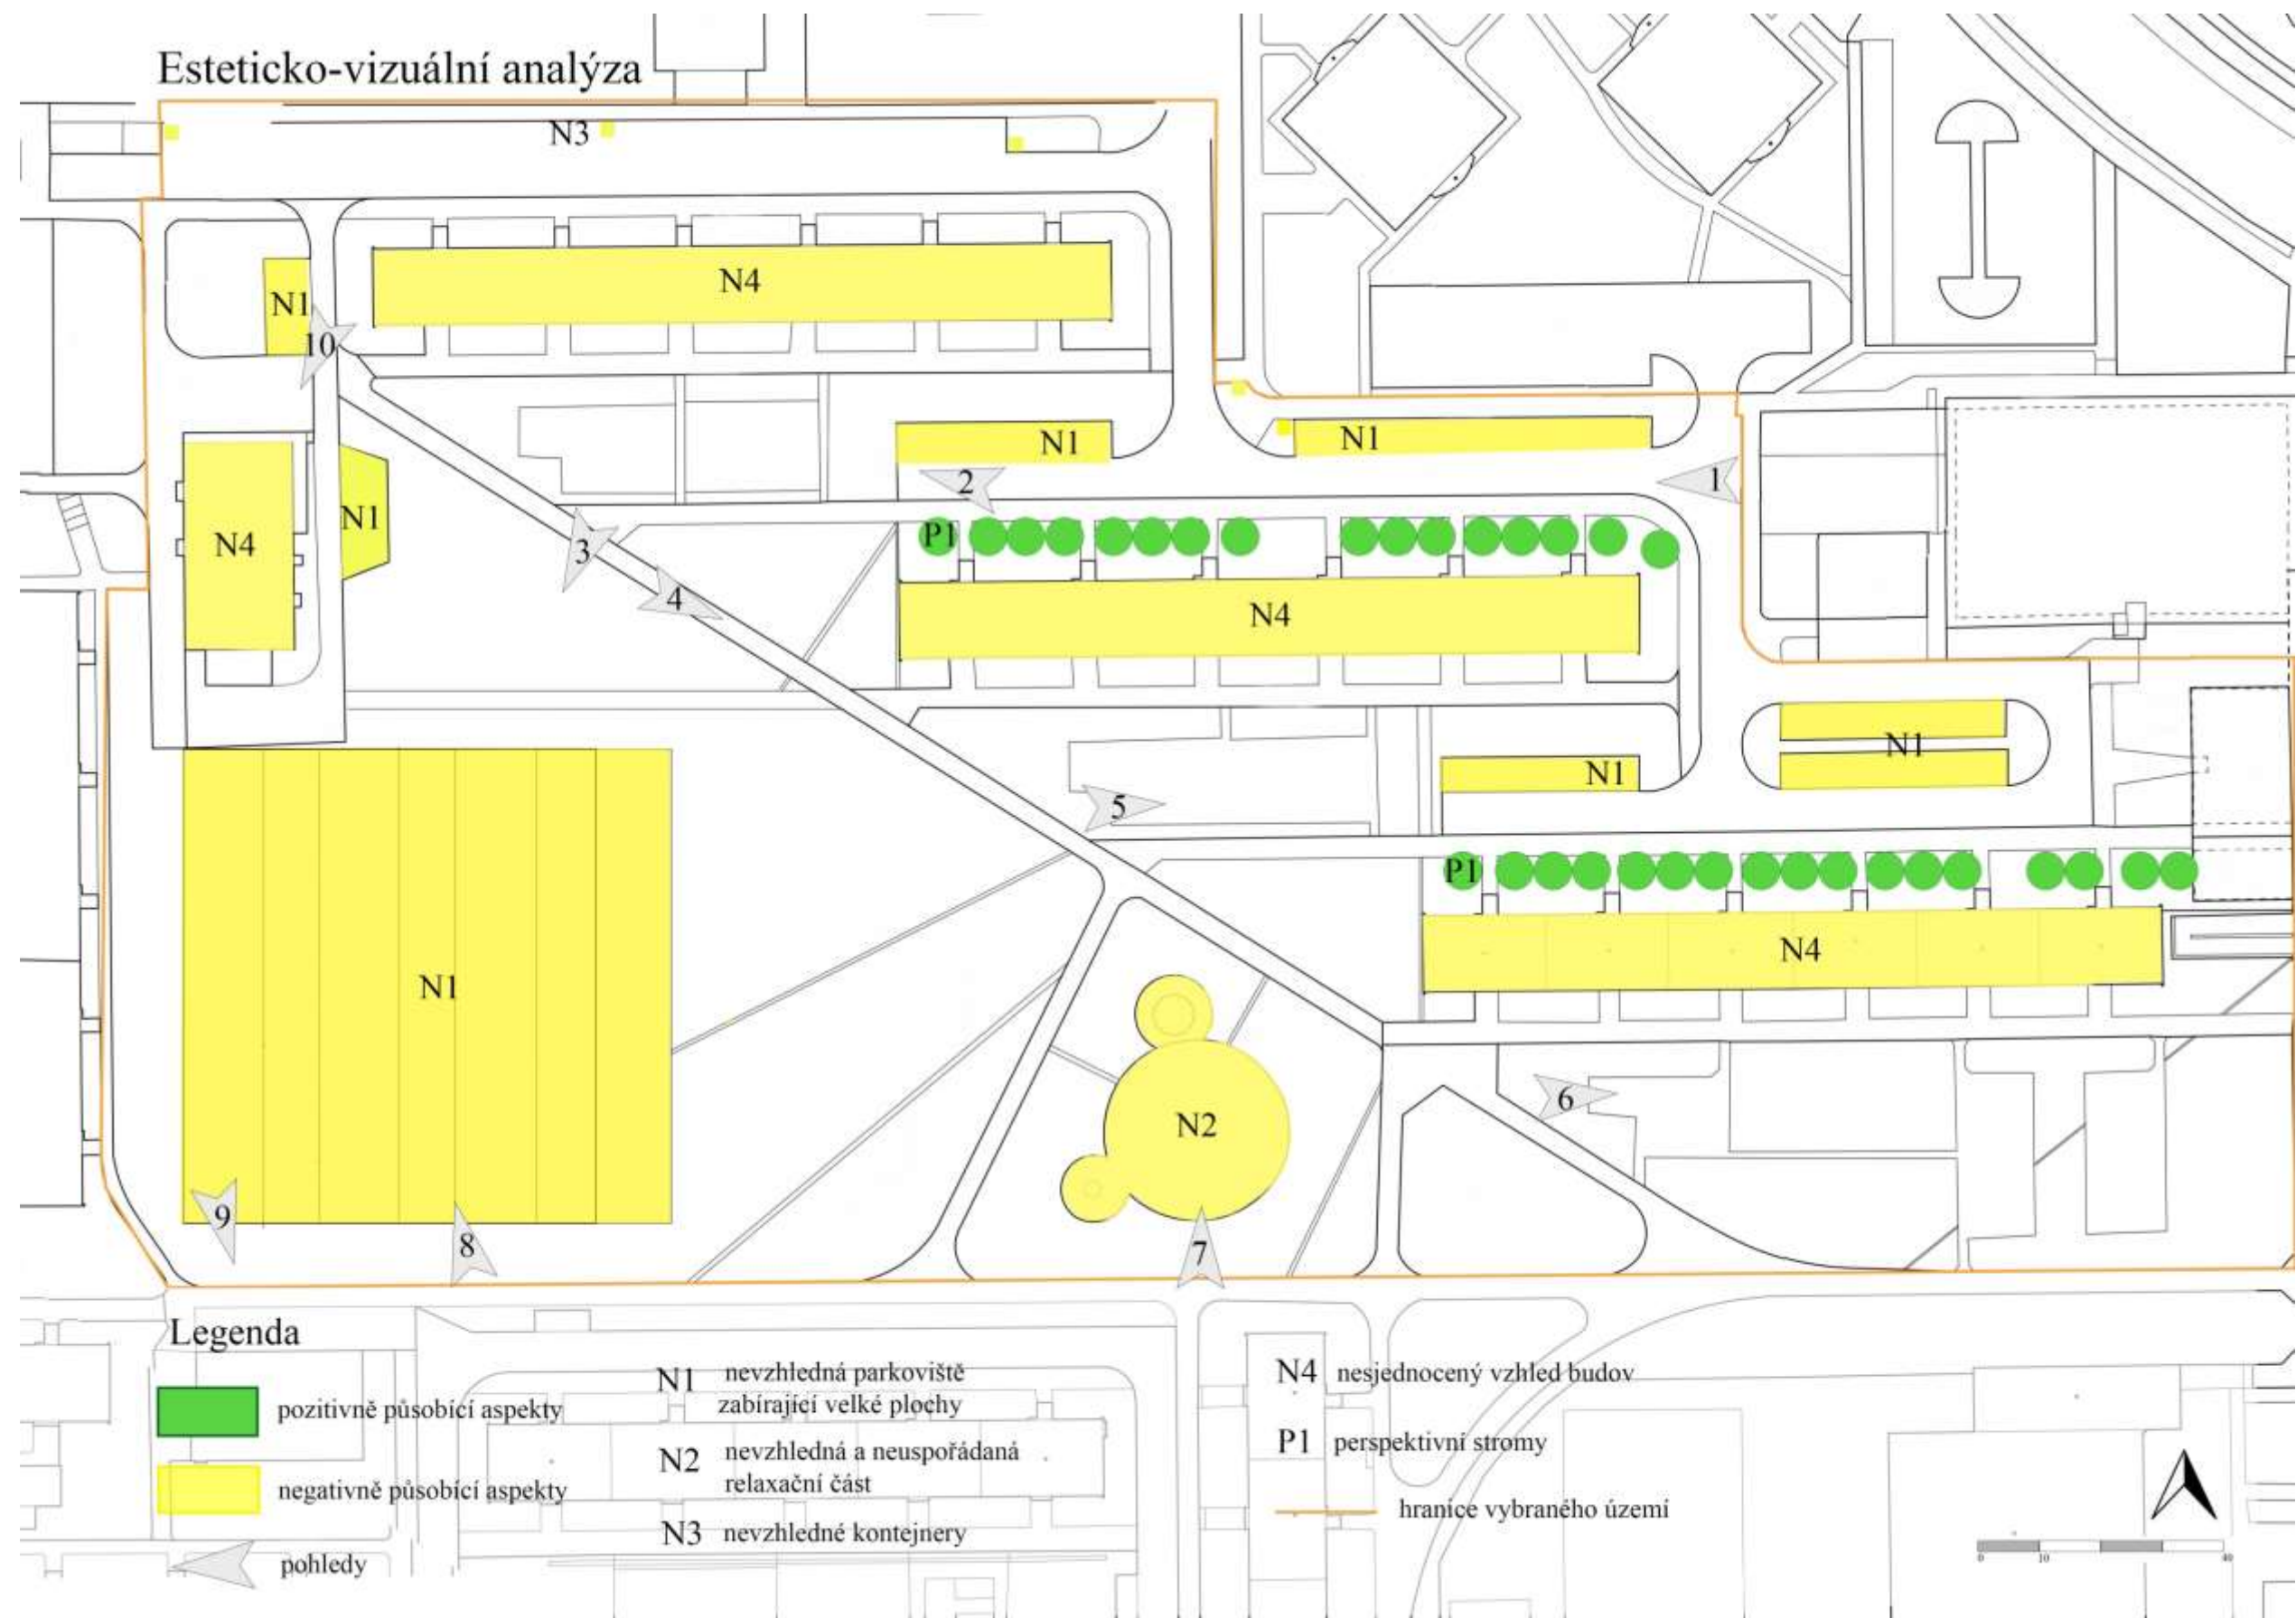 Esteticko-vizuální analýza
N3
N4
N1
10
N1
N1
2
1
N4
N1
3
P1
4
N4
N1
N1
5
P1
N4
N1
6
N2
9
8
7
Legenda
pozitivně působící aspekty
negativně působící aspekty
pohledy
N1 nevzhledná parkoviště
zabírající velké plochy
N2 nevzhledná a neuspořádaná
relaxační část
N3 nevzhledné kontejnery
N4 nesjednocený vzhled budov
P1 perspektivní stromy
hranice vybraného území
0 10 40